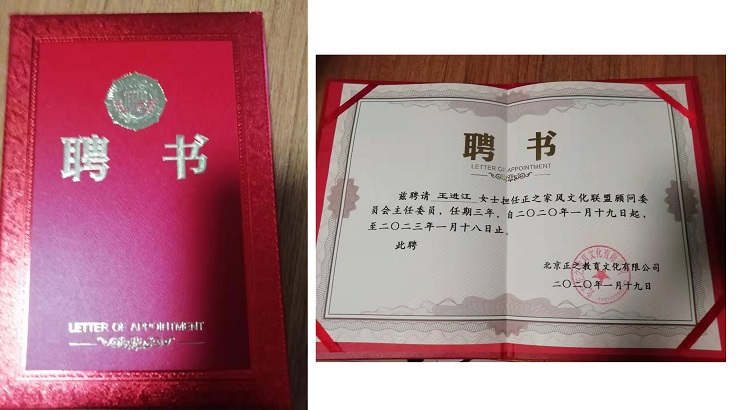 聘 书
LETTER OF APPOINTMENT
聘 书
LETTER OF APPOINTMENT
兹聘请 王进江 女士担任正之家风文化联盟顾问委
员会主任委员，任期三年，自二〇二〇年一月十九日起，
至二〇二三年一月十八日止。
此聘
北京正之教育文化有限公司
二〇二〇年一月十九日